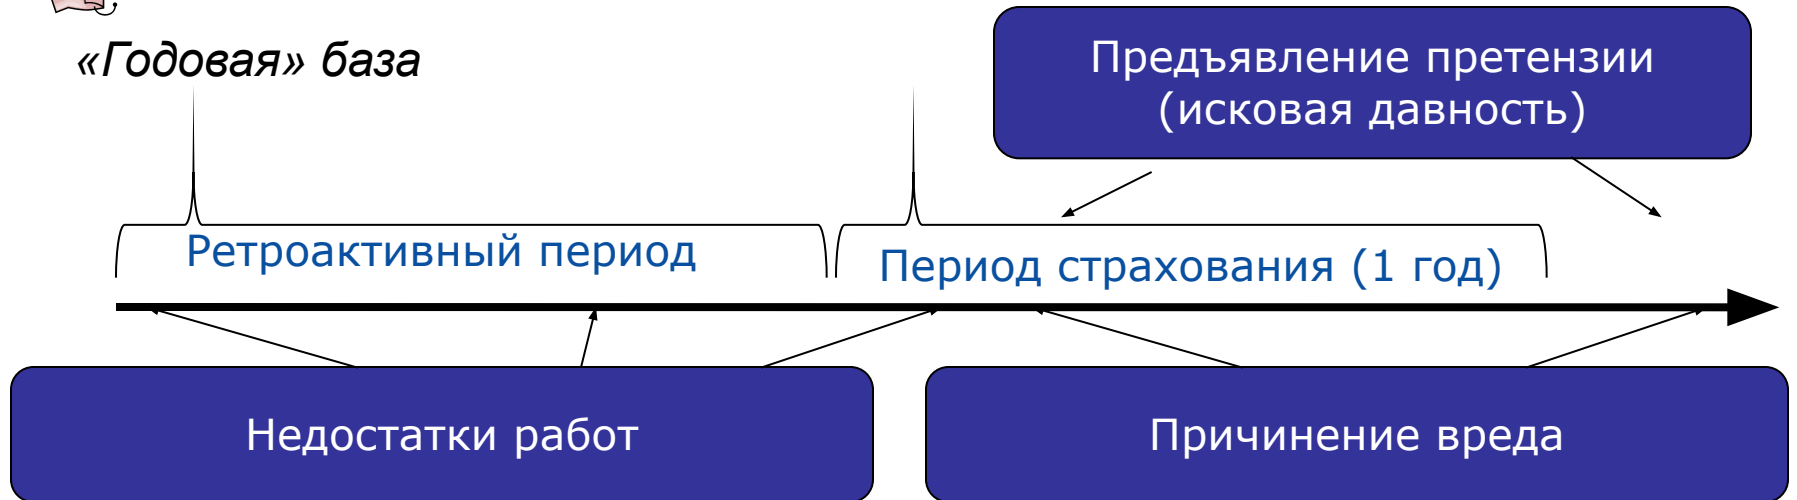 «Годовая» база
Предъявление претензии
(исковая давность)
Ретроактивный период
Период страхования (1 год)
Недостатки работ
Причинение вреда